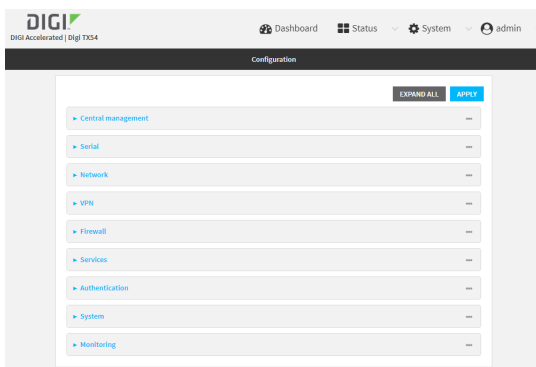 DIGI
DIGI Accelerated | Digi TX54
Dashboard Status System admin
Configuration
EXPAND ALL APPLY
Central management
Serial
Network
VPN
Firewall
Services
Authentication
System
Monitoring